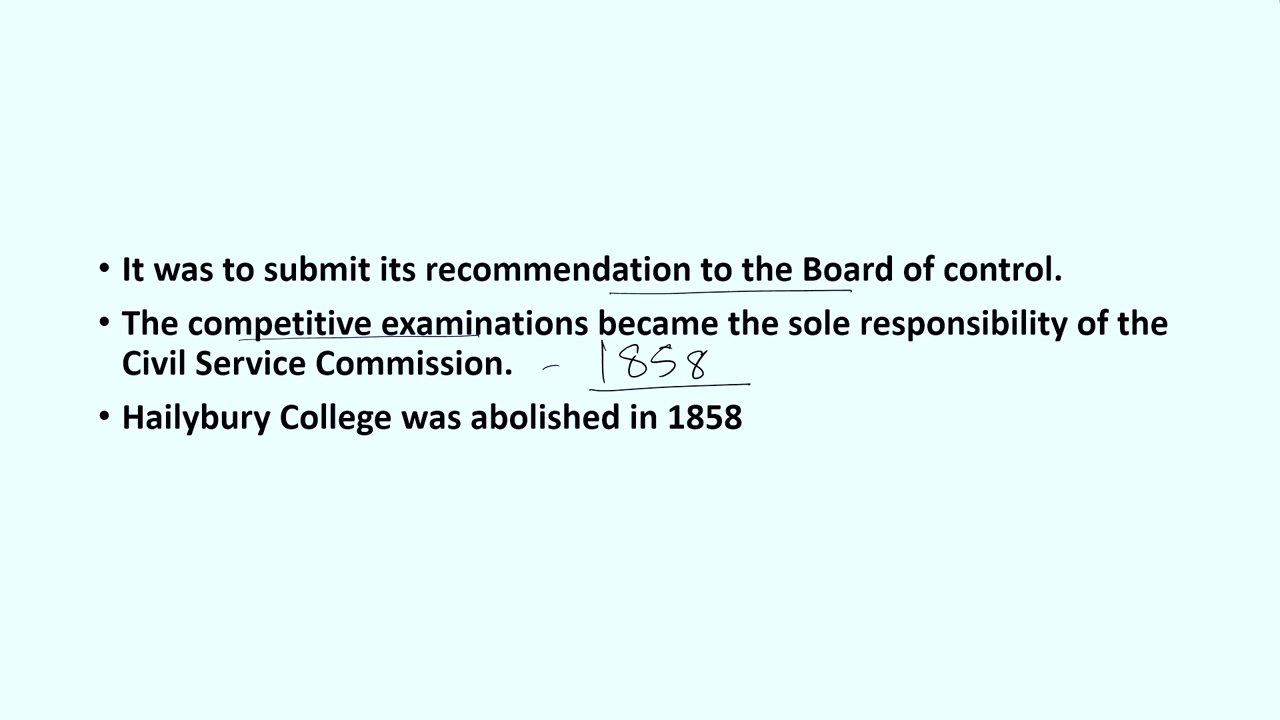 • It was to submit its recommendation to the Board of control.
• The competitive examinations became the sole responsibility of the
Civil Service Commission. - 1858
• Hailybury College was abolished in 1858